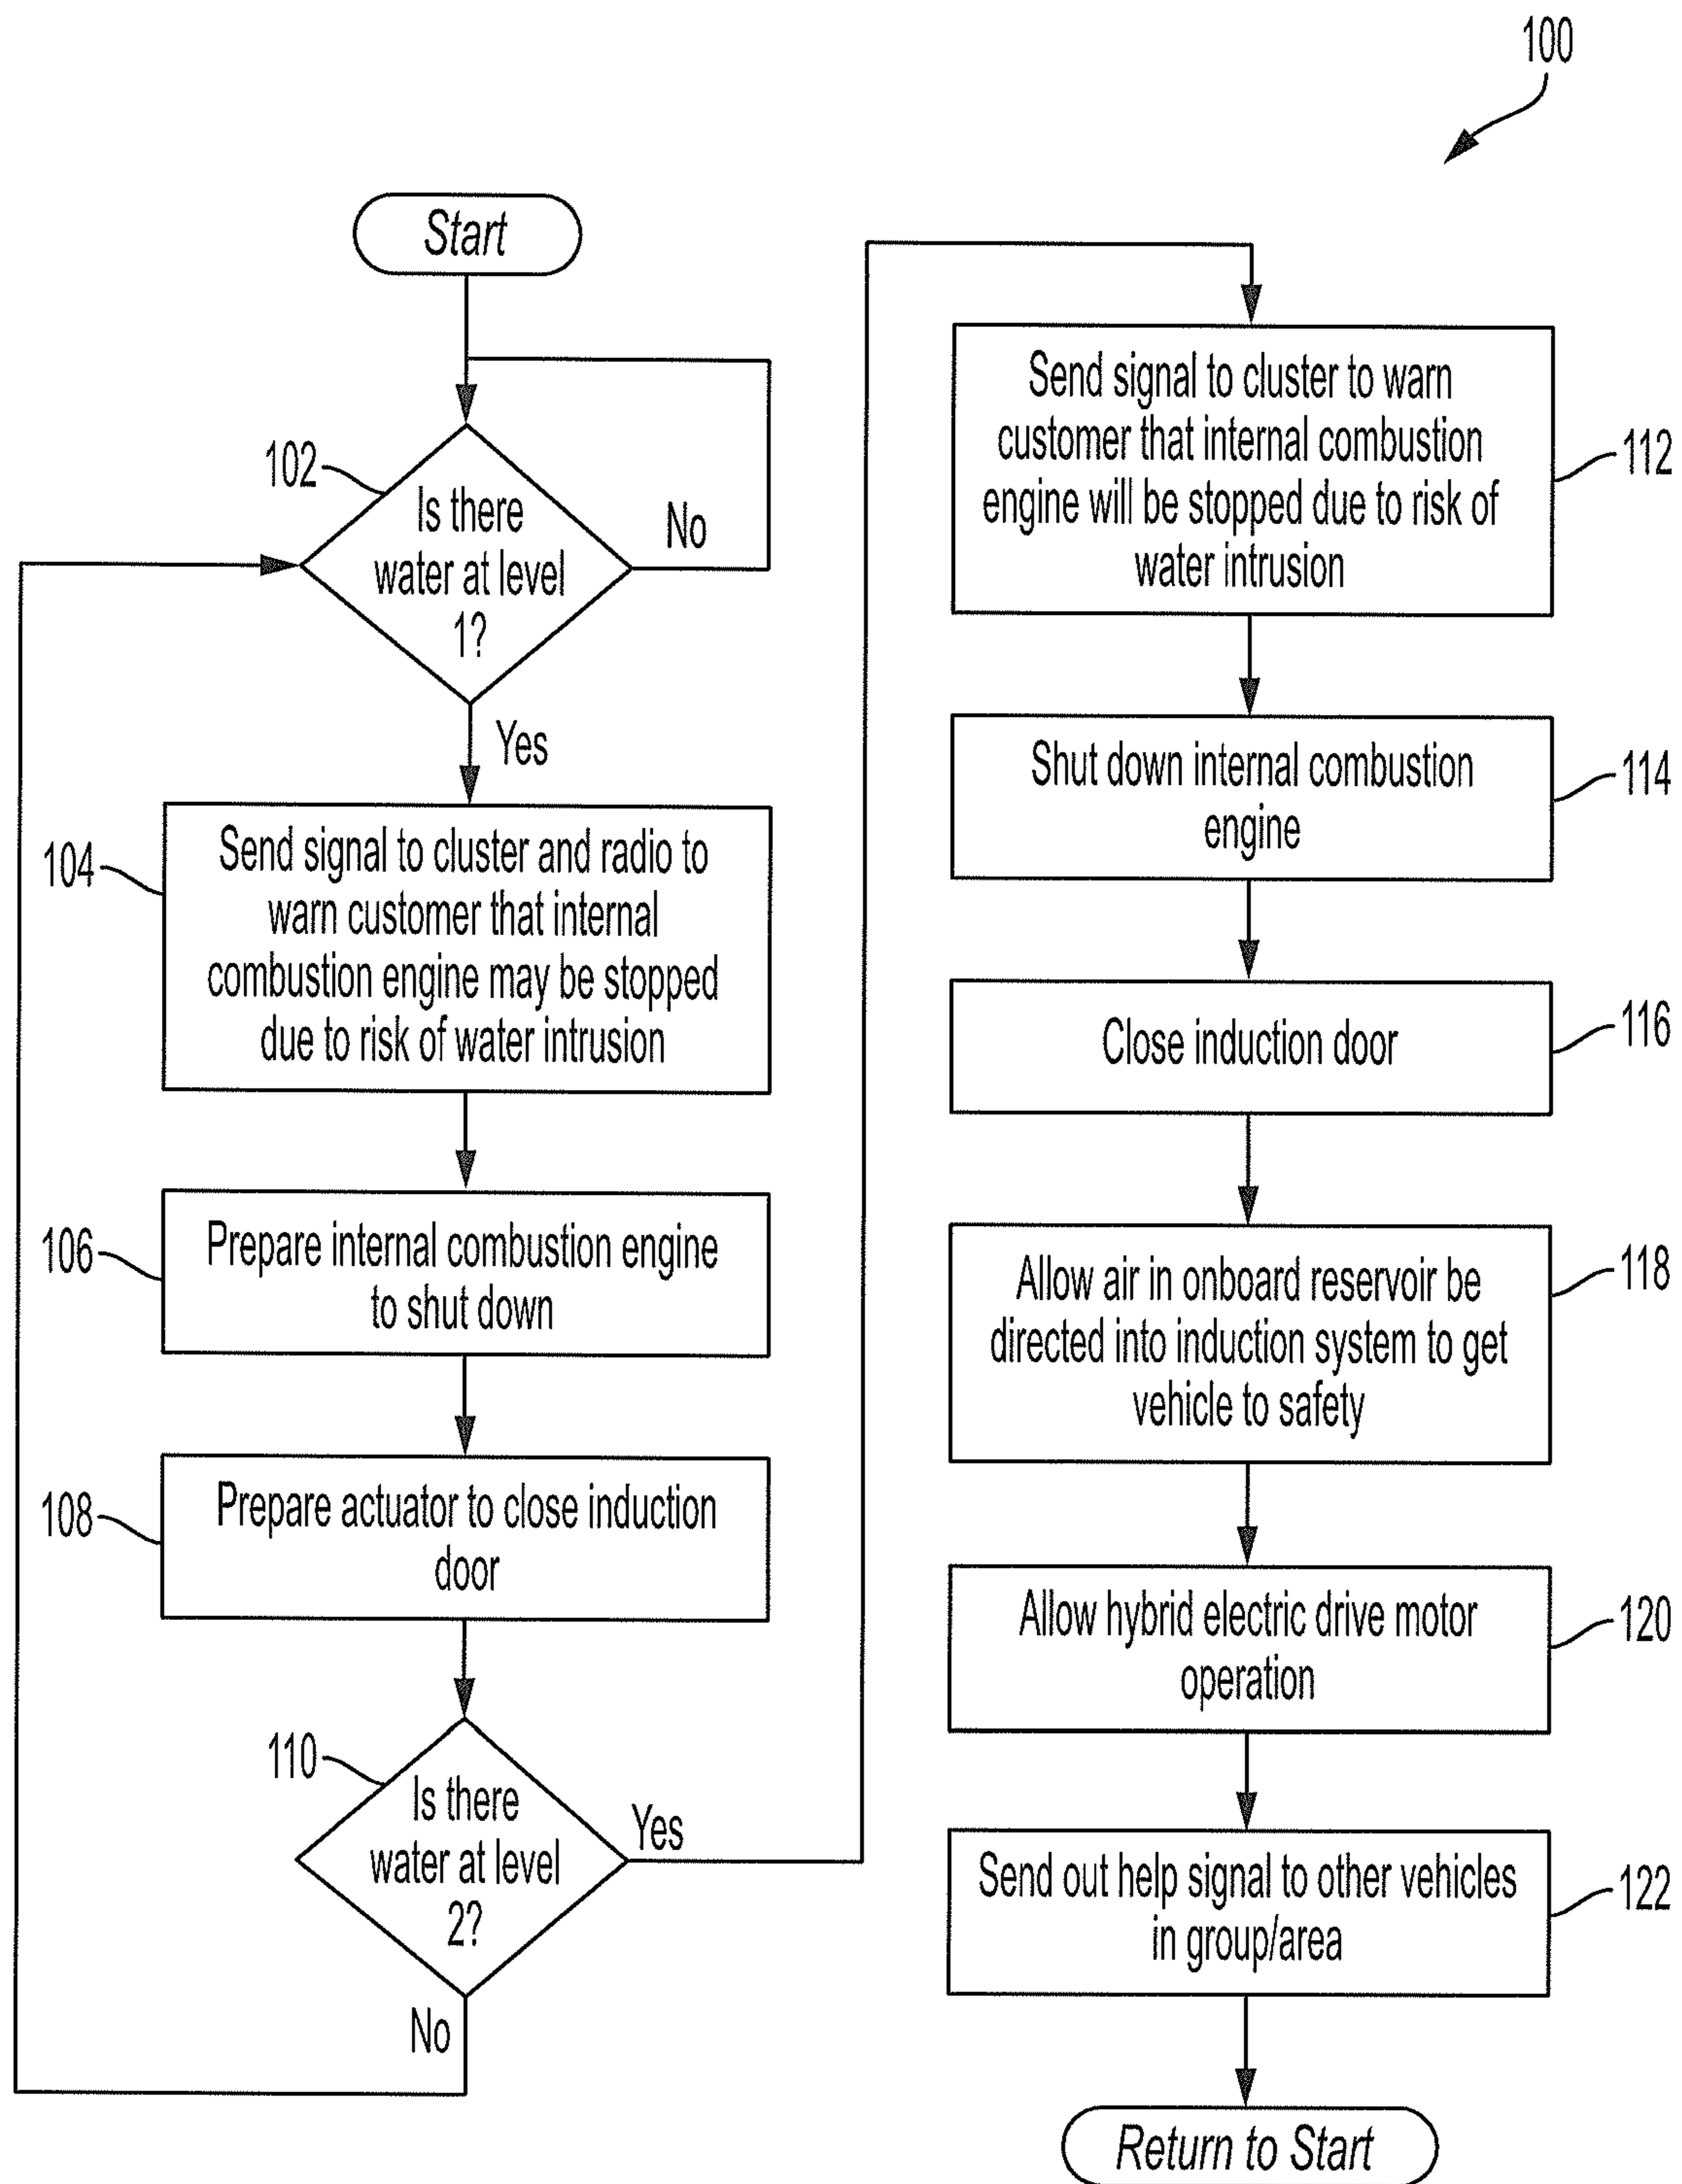 100
Start
102
Is there
water at level
1?
No
Yes
104
Send signal to cluster and radio to
warn customer that internal
combustion engine may be stopped
due to risk of water intrusion
106
Prepare internal combustion engine
to shut down
108
Prepare actuator to close induction
door
110
Is there
water at level
2?
Yes
No
Send signal to cluster to warn
customer that internal combustion
engine will be stopped due to risk of
water intrusion
112
Shut down internal combustion
engine
114
Close induction door
116
Allow air in onboard reservoir be
directed into induction system to get
vehicle to safety
118
Allow hybrid electric drive motor
operation
120
Send out help signal to other vehicles
in group/area
122
Return to Start